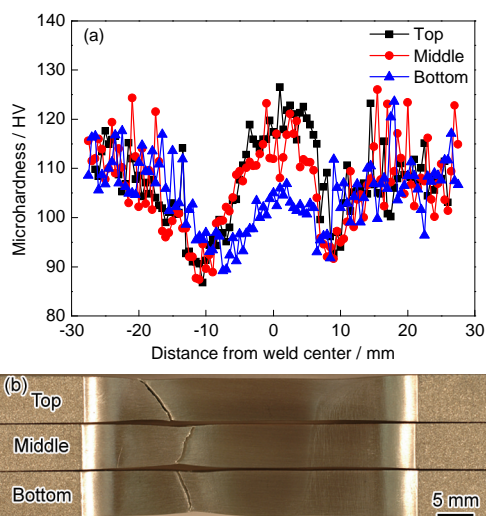 (a)
Top
Middle
Bottom
140
130
120
110
100
90
80
Microhardness / HV
-30
-20
-10
0
10
20
30
Distance from weld center / mm
(b)
Top
Middle
Bottom
5 mm